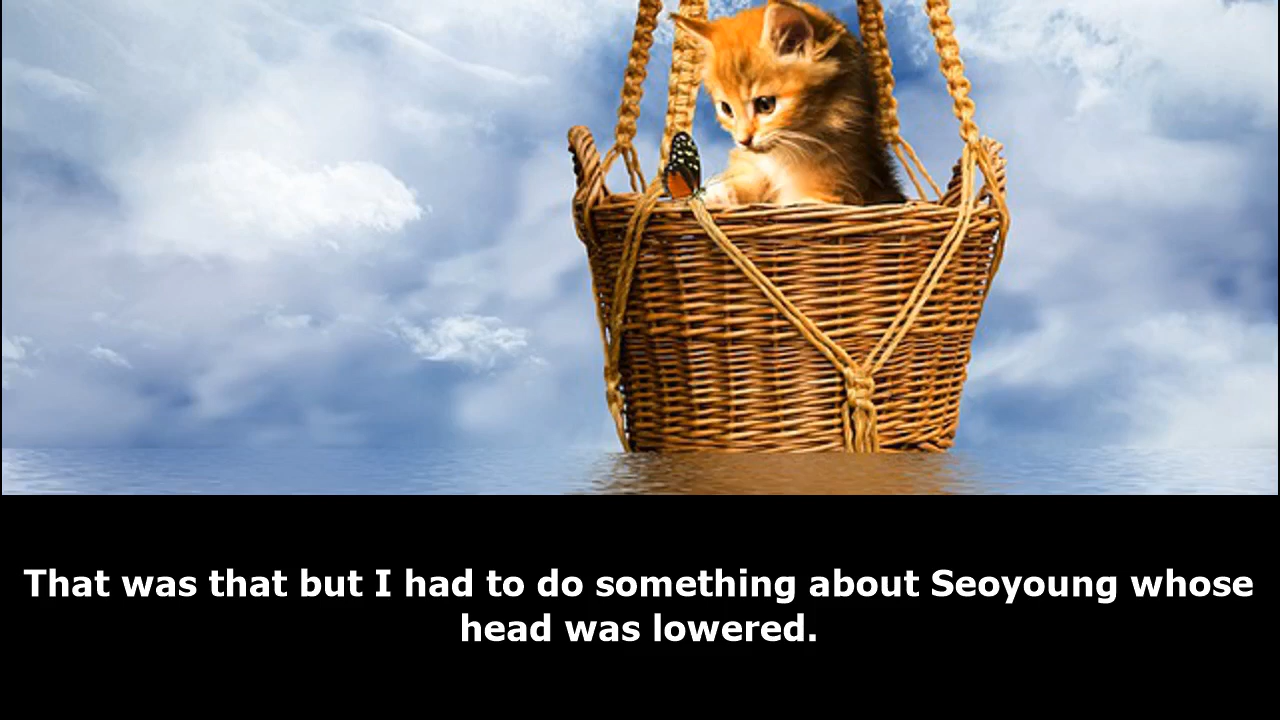 That was that but I had to do something about Seoyoung whose
head was lowered.